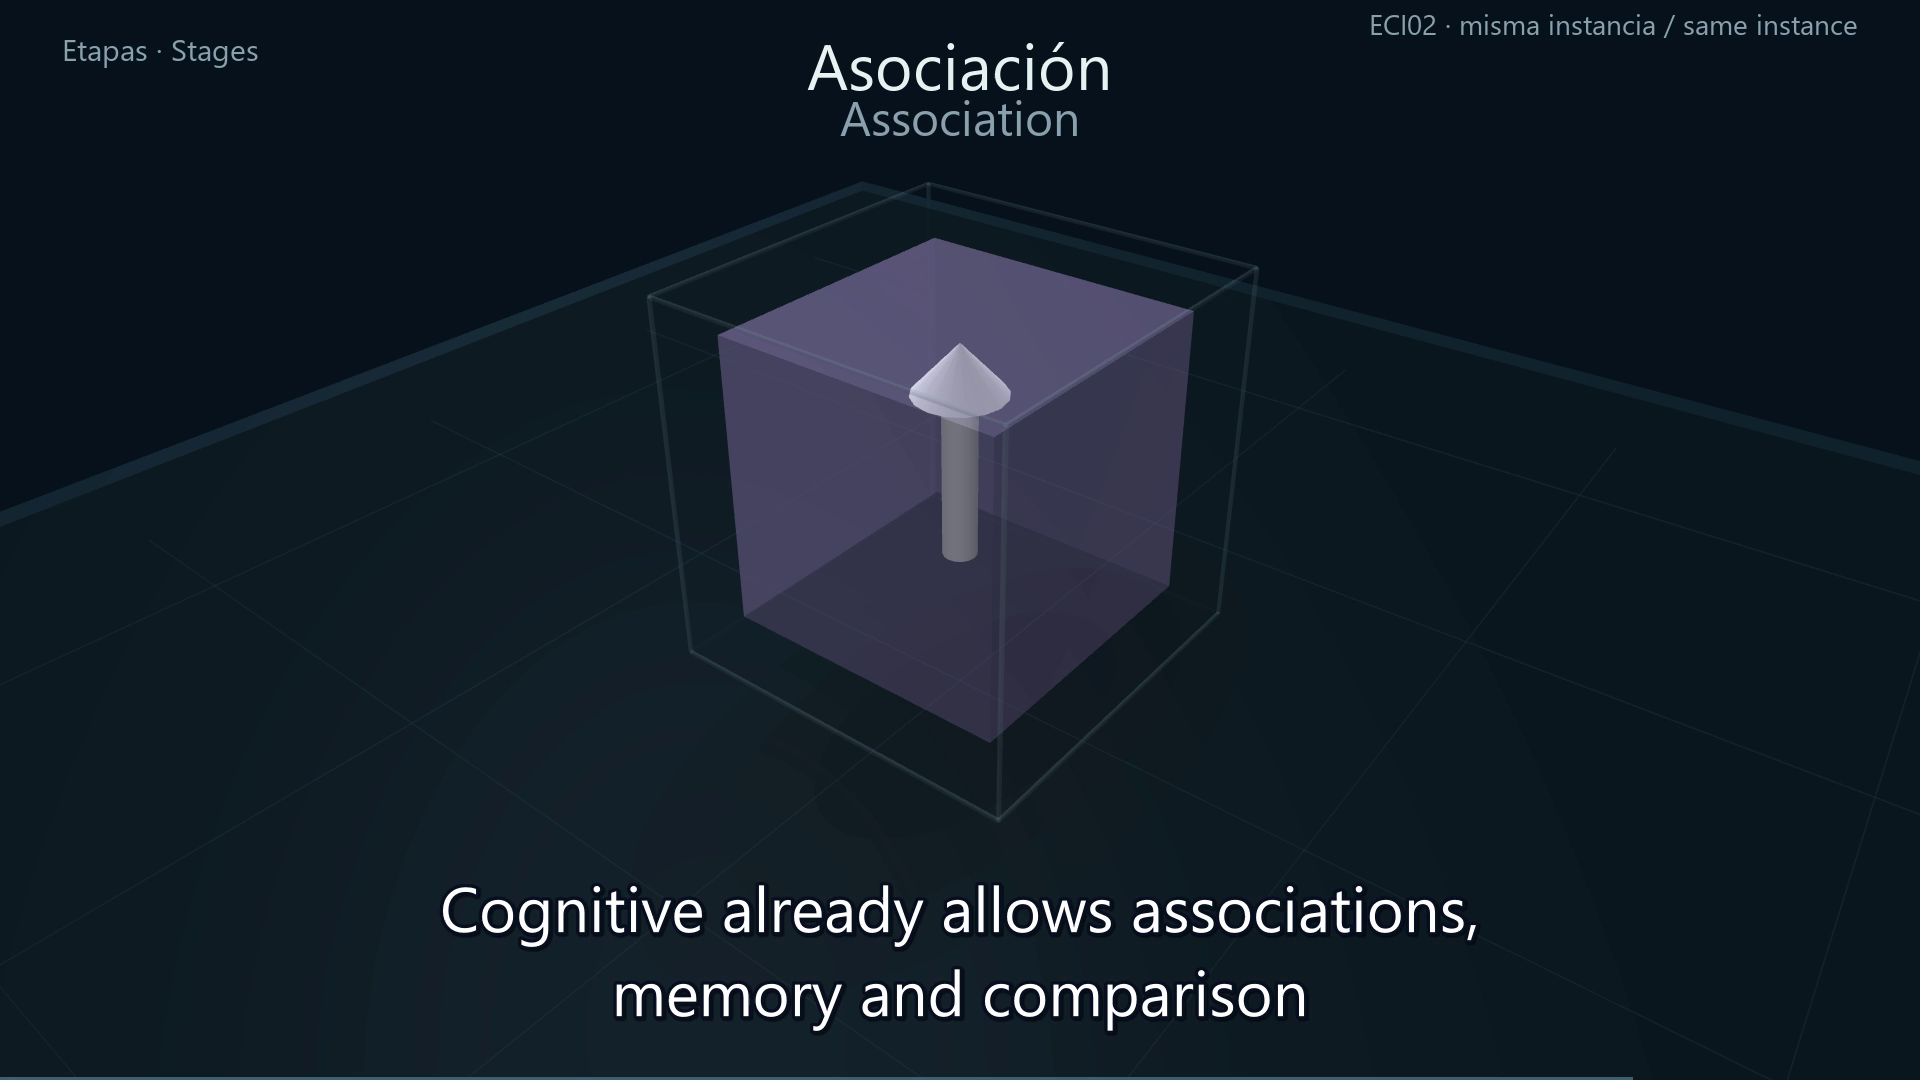 Etapas · Stages
ECI02 · misma instancia / same instance
Asociación
Association
Cognitive already allows associations,
memory and comparison